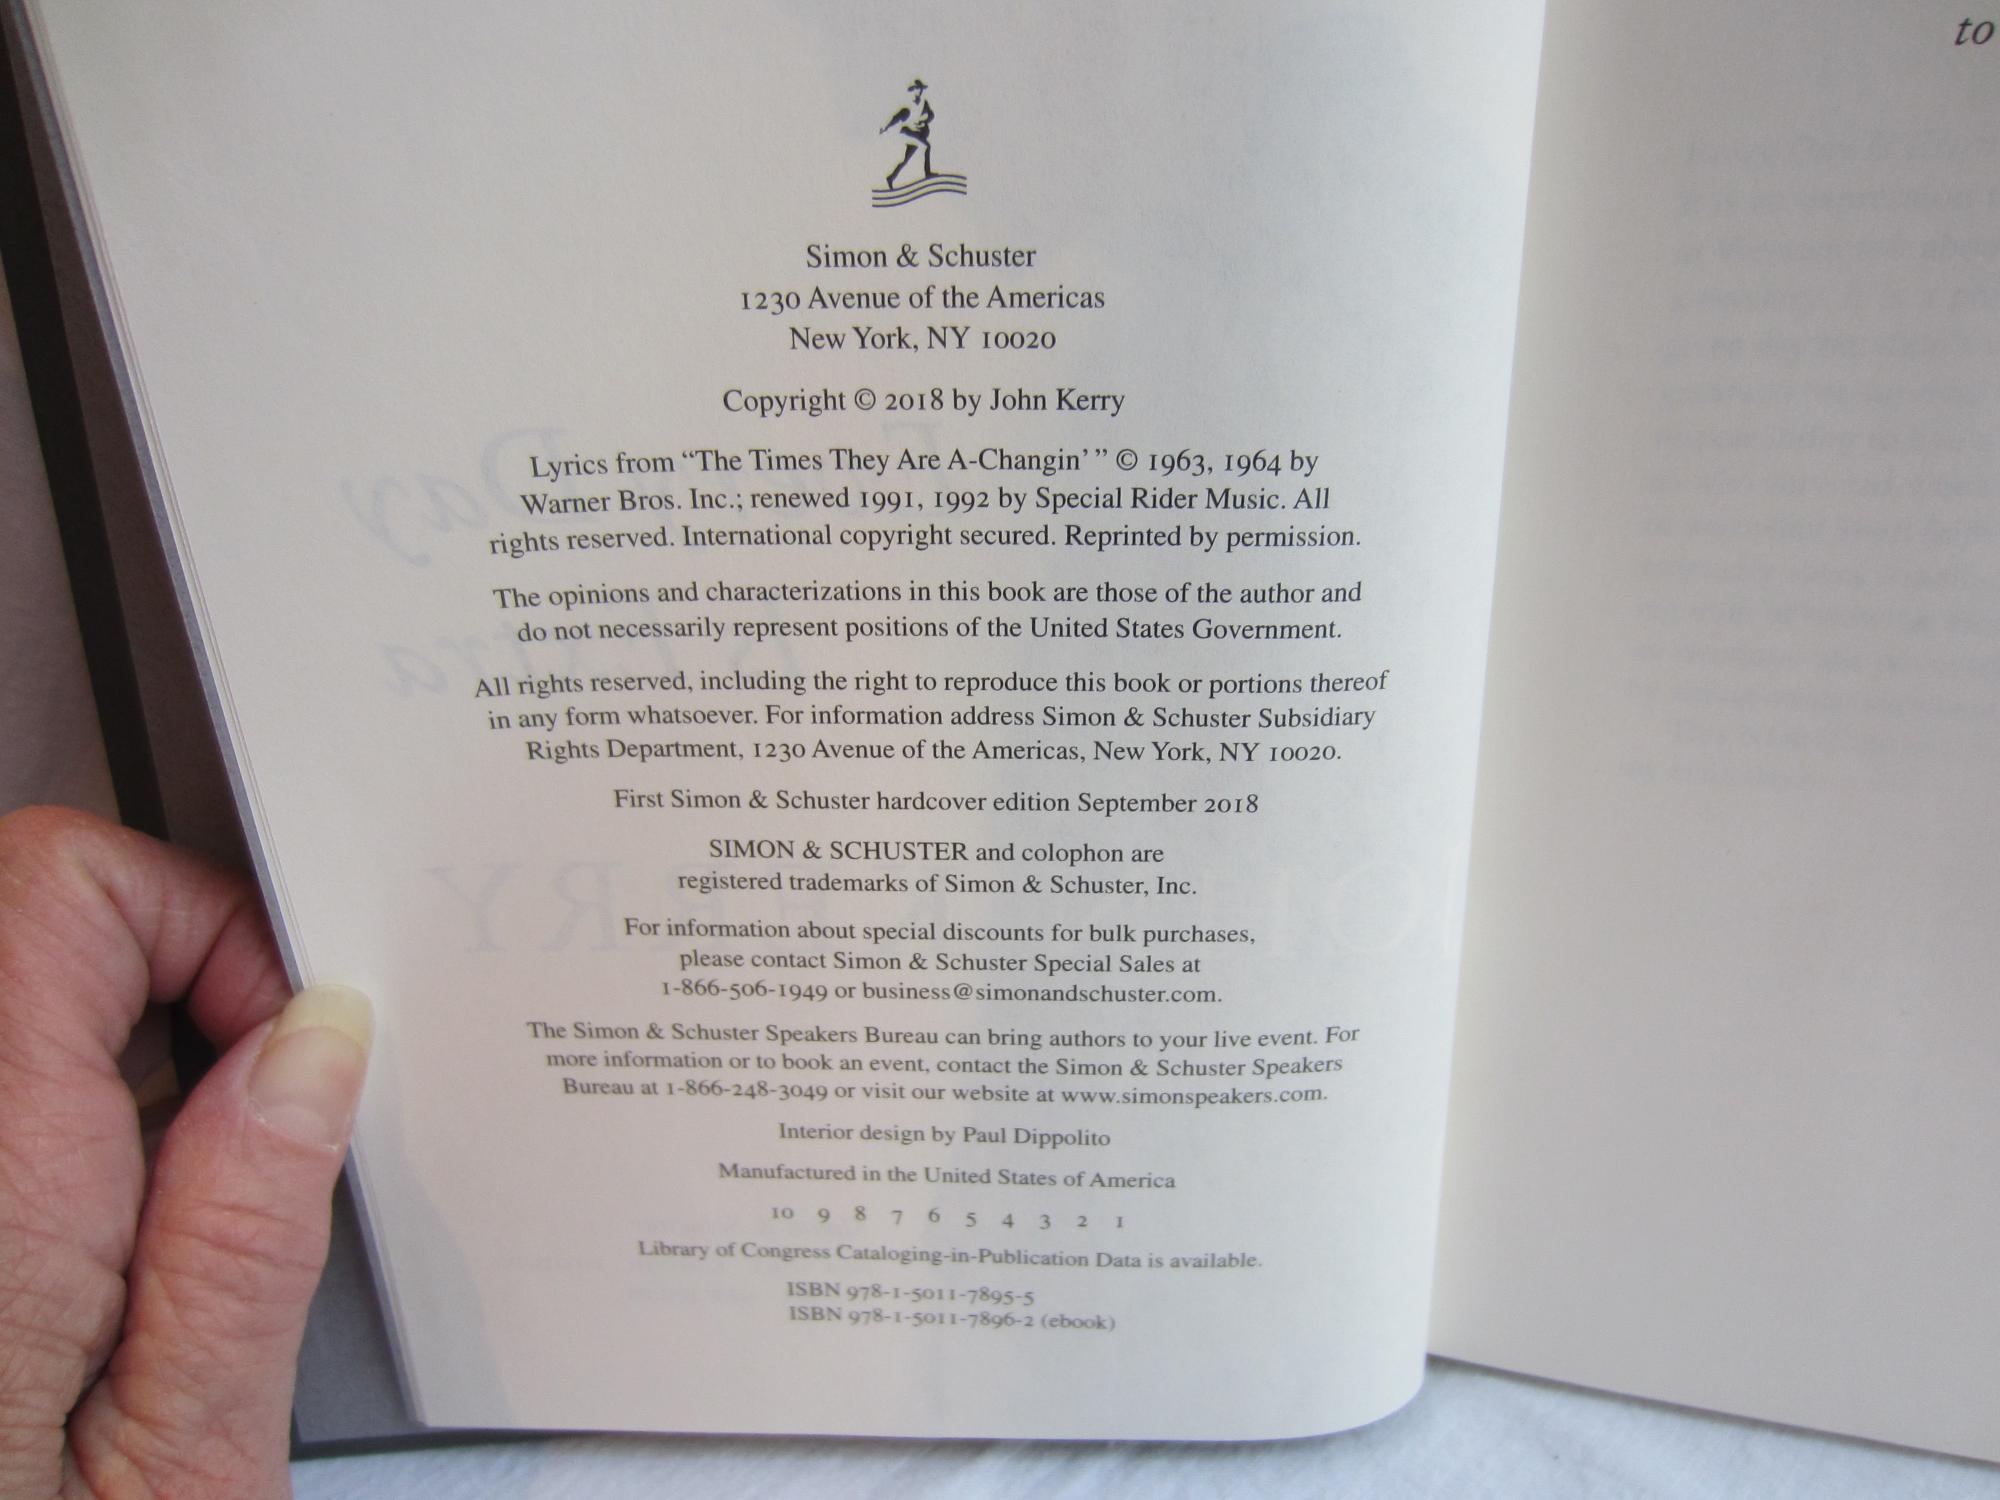 Simon & Schuster
1230 Avenue of the Americas
New York, NY 10020
Copyright © 2018 by John Kerry
Lyrics from “The Times They Are A-Changin’ ” © 1963, 1964 by
Warner Bros. Inc.; renewed 1991, 1992 by Special Rider Music. All
rights reserved. International copyright secured. Reprinted by permission.
The opinions and characterizations in this book are those of the author and
do not necessarily represent positions of the United States Government.
All rights reserved, including the right to reproduce this book or portions thereof
in any form whatsoever. For information address Simon & Schuster Subsidiary
Rights Department, 1230 Avenue of the Americas, New York, NY 10020.
First Simon & Schuster hardcover edition September 2018
SIMON & SCHUSTER and colophon are
registered trademarks of Simon & Schuster, Inc.
For information about special discounts for bulk purchases,
please contact Simon & Schuster Special Sales at
1-866-506-1949 or business@simonandschuster.com.
The Simon & Schuster Speakers Bureau can bring authors to your live event. For
more information or to book an event, contact the Simon & Schuster Speakers
Bureau at 1-866-248-3049 or visit our website at www.simonspeakers.com.
Interior design by Paul Dippolito
Manufactured in the United States of America
10 9 8 7 6 5 4 3 2 1
Library of Congress Cataloging-in-Publication Data is available.
ISBN 978-1-5011-7895-5
ISBN 978-1-5011-7896-2 (ebook)
to